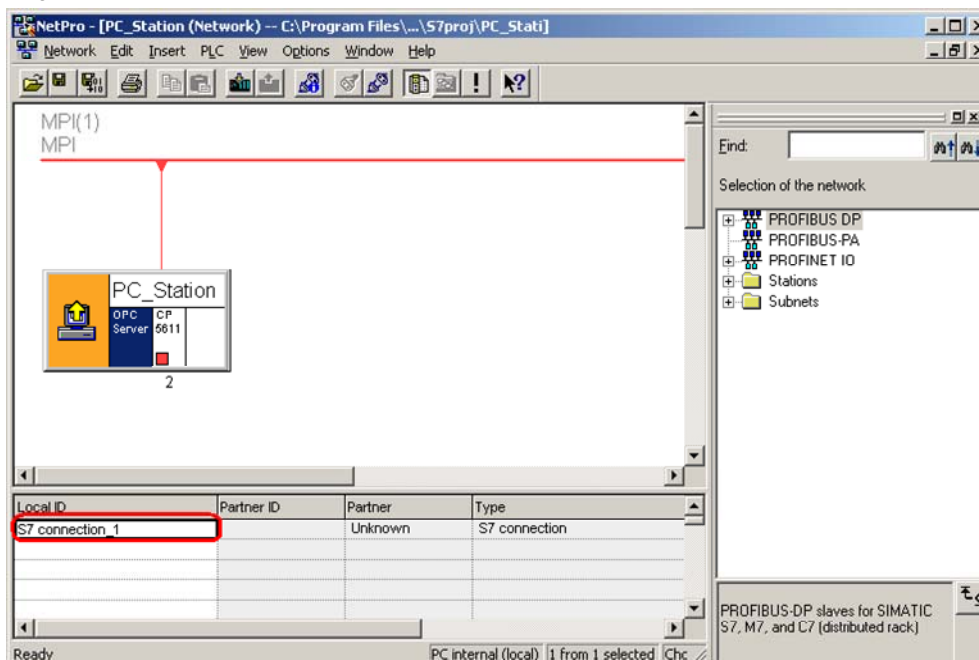 NetPro - [PC_Station (Network) -- C:\Program Files\...\S7proj\PC_Stati]
Network Edit Insert PLC View Options Window Help
MPI(1)
MPI
PC_Station
OPC Server
CP 5611
2
Find:
Selection of the network
PROFIBUS DP
PROFIBUS-PA
PROFINET IO
Stations
Subnets
Local ID Partner ID Partner Type
S7 connection_1 Unknown S7 connection
PROFIBUS-DP slaves for SIMATIC
S7, M7, and C7 (distributed rack)
Ready PC internal (local) 1 from 1 selected Chc